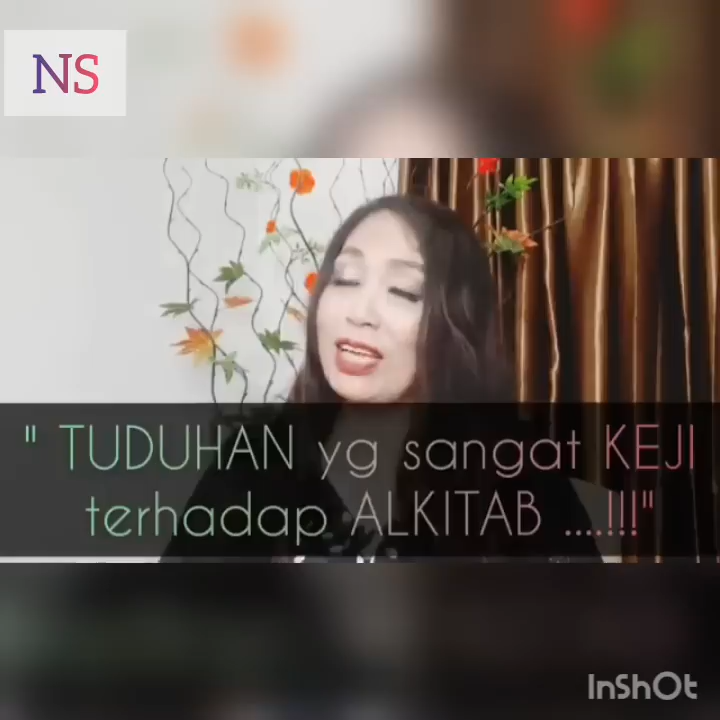 NS
" TUDUHAN yg sangat KEJI
terhadap ALKITAB ....!!!"
InShOt